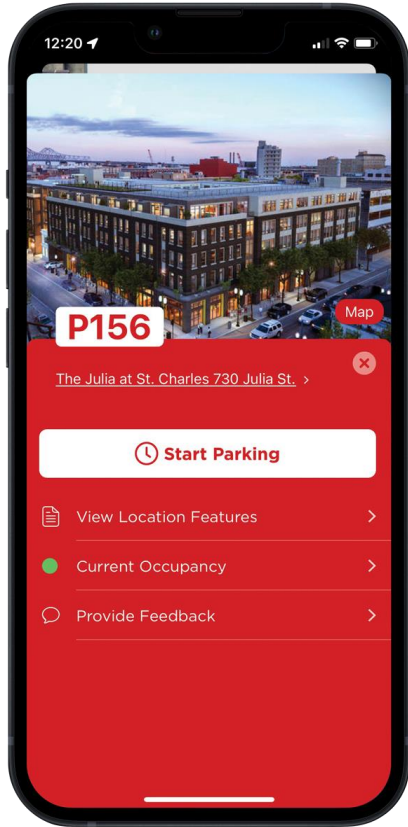 12:20
P156
Map
The Julia at St. Charles 730 Julia St. >
Start Parking
View Location Features
Current Occupancy
Provide Feedback